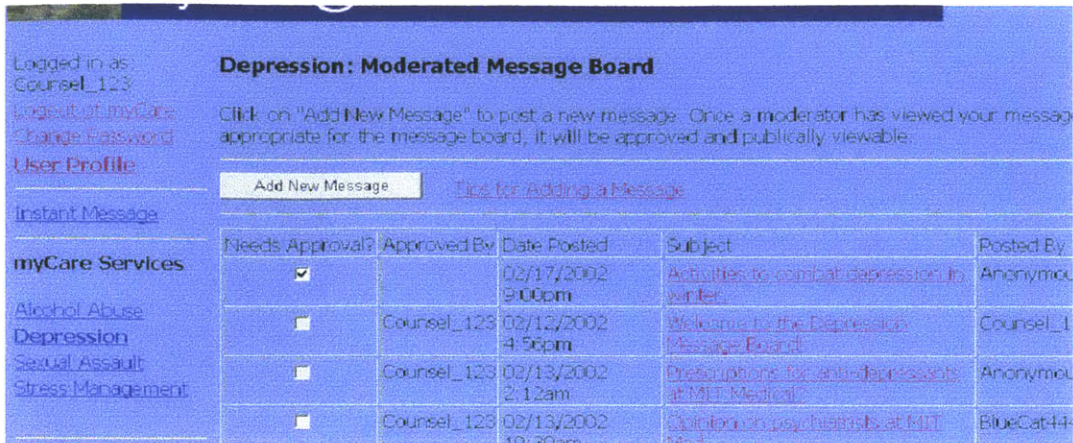 Logged in as:
Counsel_123
Logout of myCare
Change Password
User Profile
Instant Message
myCare Services
Alcohol Abuse
Depression
Sexual Assault
Stress Management
Depression: Moderated Message Board
Click on "Add New Message" to post a new message. Once a moderator has viewed your message
appropriate for the message board, it will be approved and publically viewable.
Add New Message Tips for Adding a Message
Needs Approval? Approved By Date Posted Subject Posted By
02/17/2002 Activities to combat depression in Anonymou
9:00pm winter
Counsel_123 02/12/2002 Welcome to the Depression Counsel_1
4:56pm Message Board!
Counsel_123 02/13/2002 Prescriptions for anti-depressants Anonymou
2:12am at MIT Medical
Counsel_123 02/13/2002 Opinion on psychiatrists at MIT BlueCat44